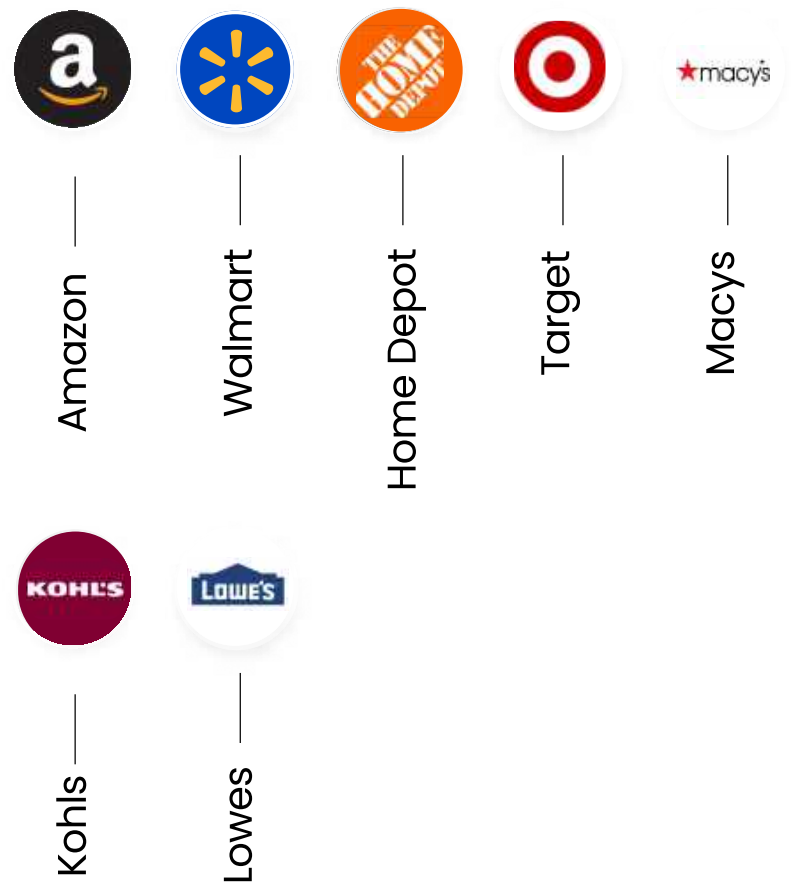 a
THE
HOME
DEPOT
macy's
Amazon
Walmart
Home Depot
Target
Macys
KOHL'S
LOWE'S
Kohls
Lowes